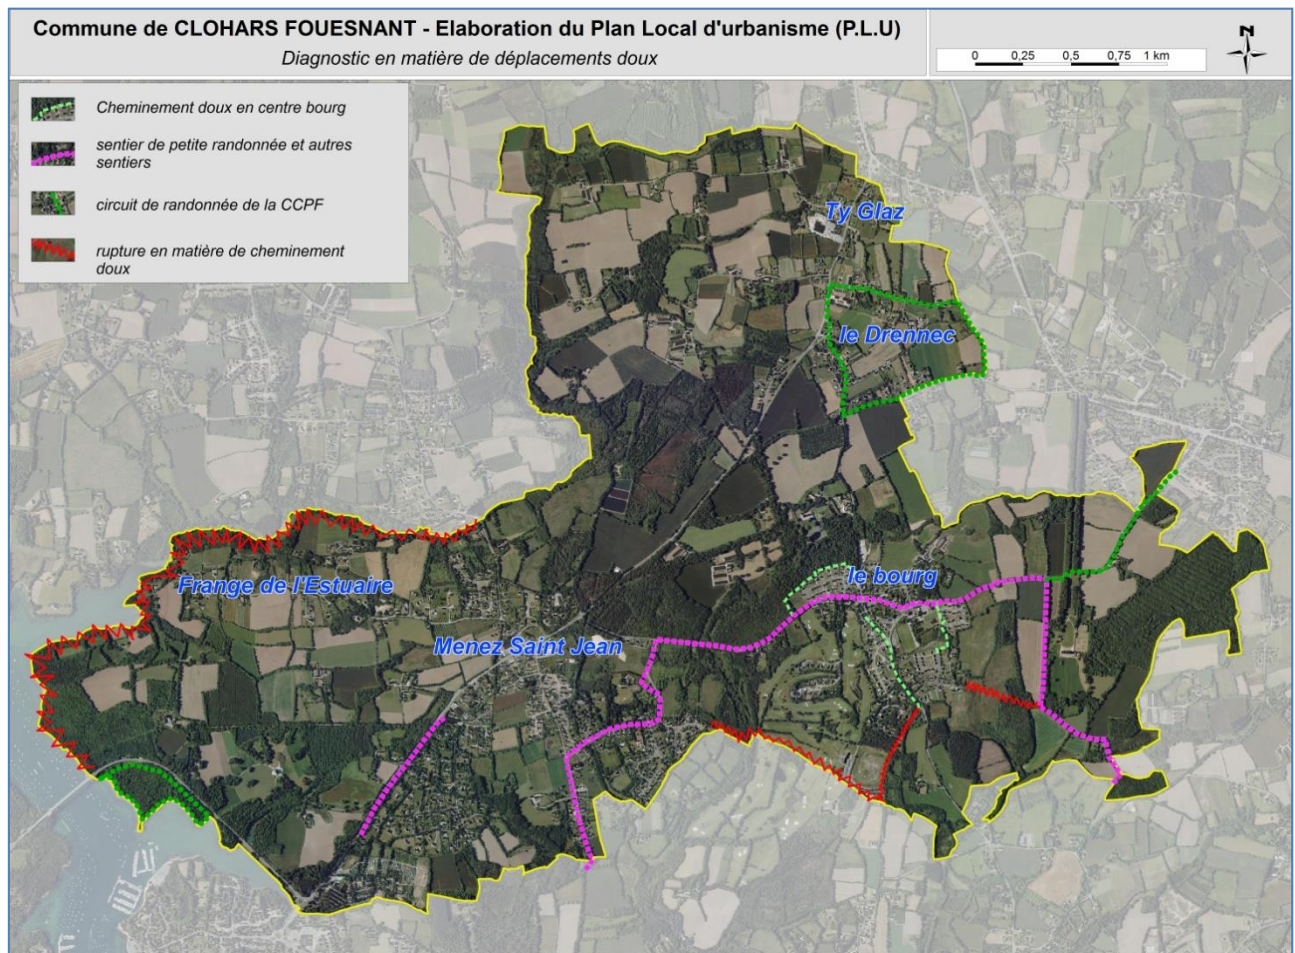 Commune de CLOHARS FOUESNANT - Elaboration du Plan Local d'urbanisme (P.L.U)
Diagnostic en matière de déplacements doux
0 0,25 0,5 0,75 1 km
N
Cheminement doux en centre bourg
sentier de petite randonnée et autres
sentiers
circuit de randonnée de la CCPF
rupture en matière de cheminement
doux
Ty Glaz
le Drennec
le bourg
Frange de l'Estuaire
Menez Saint Jean